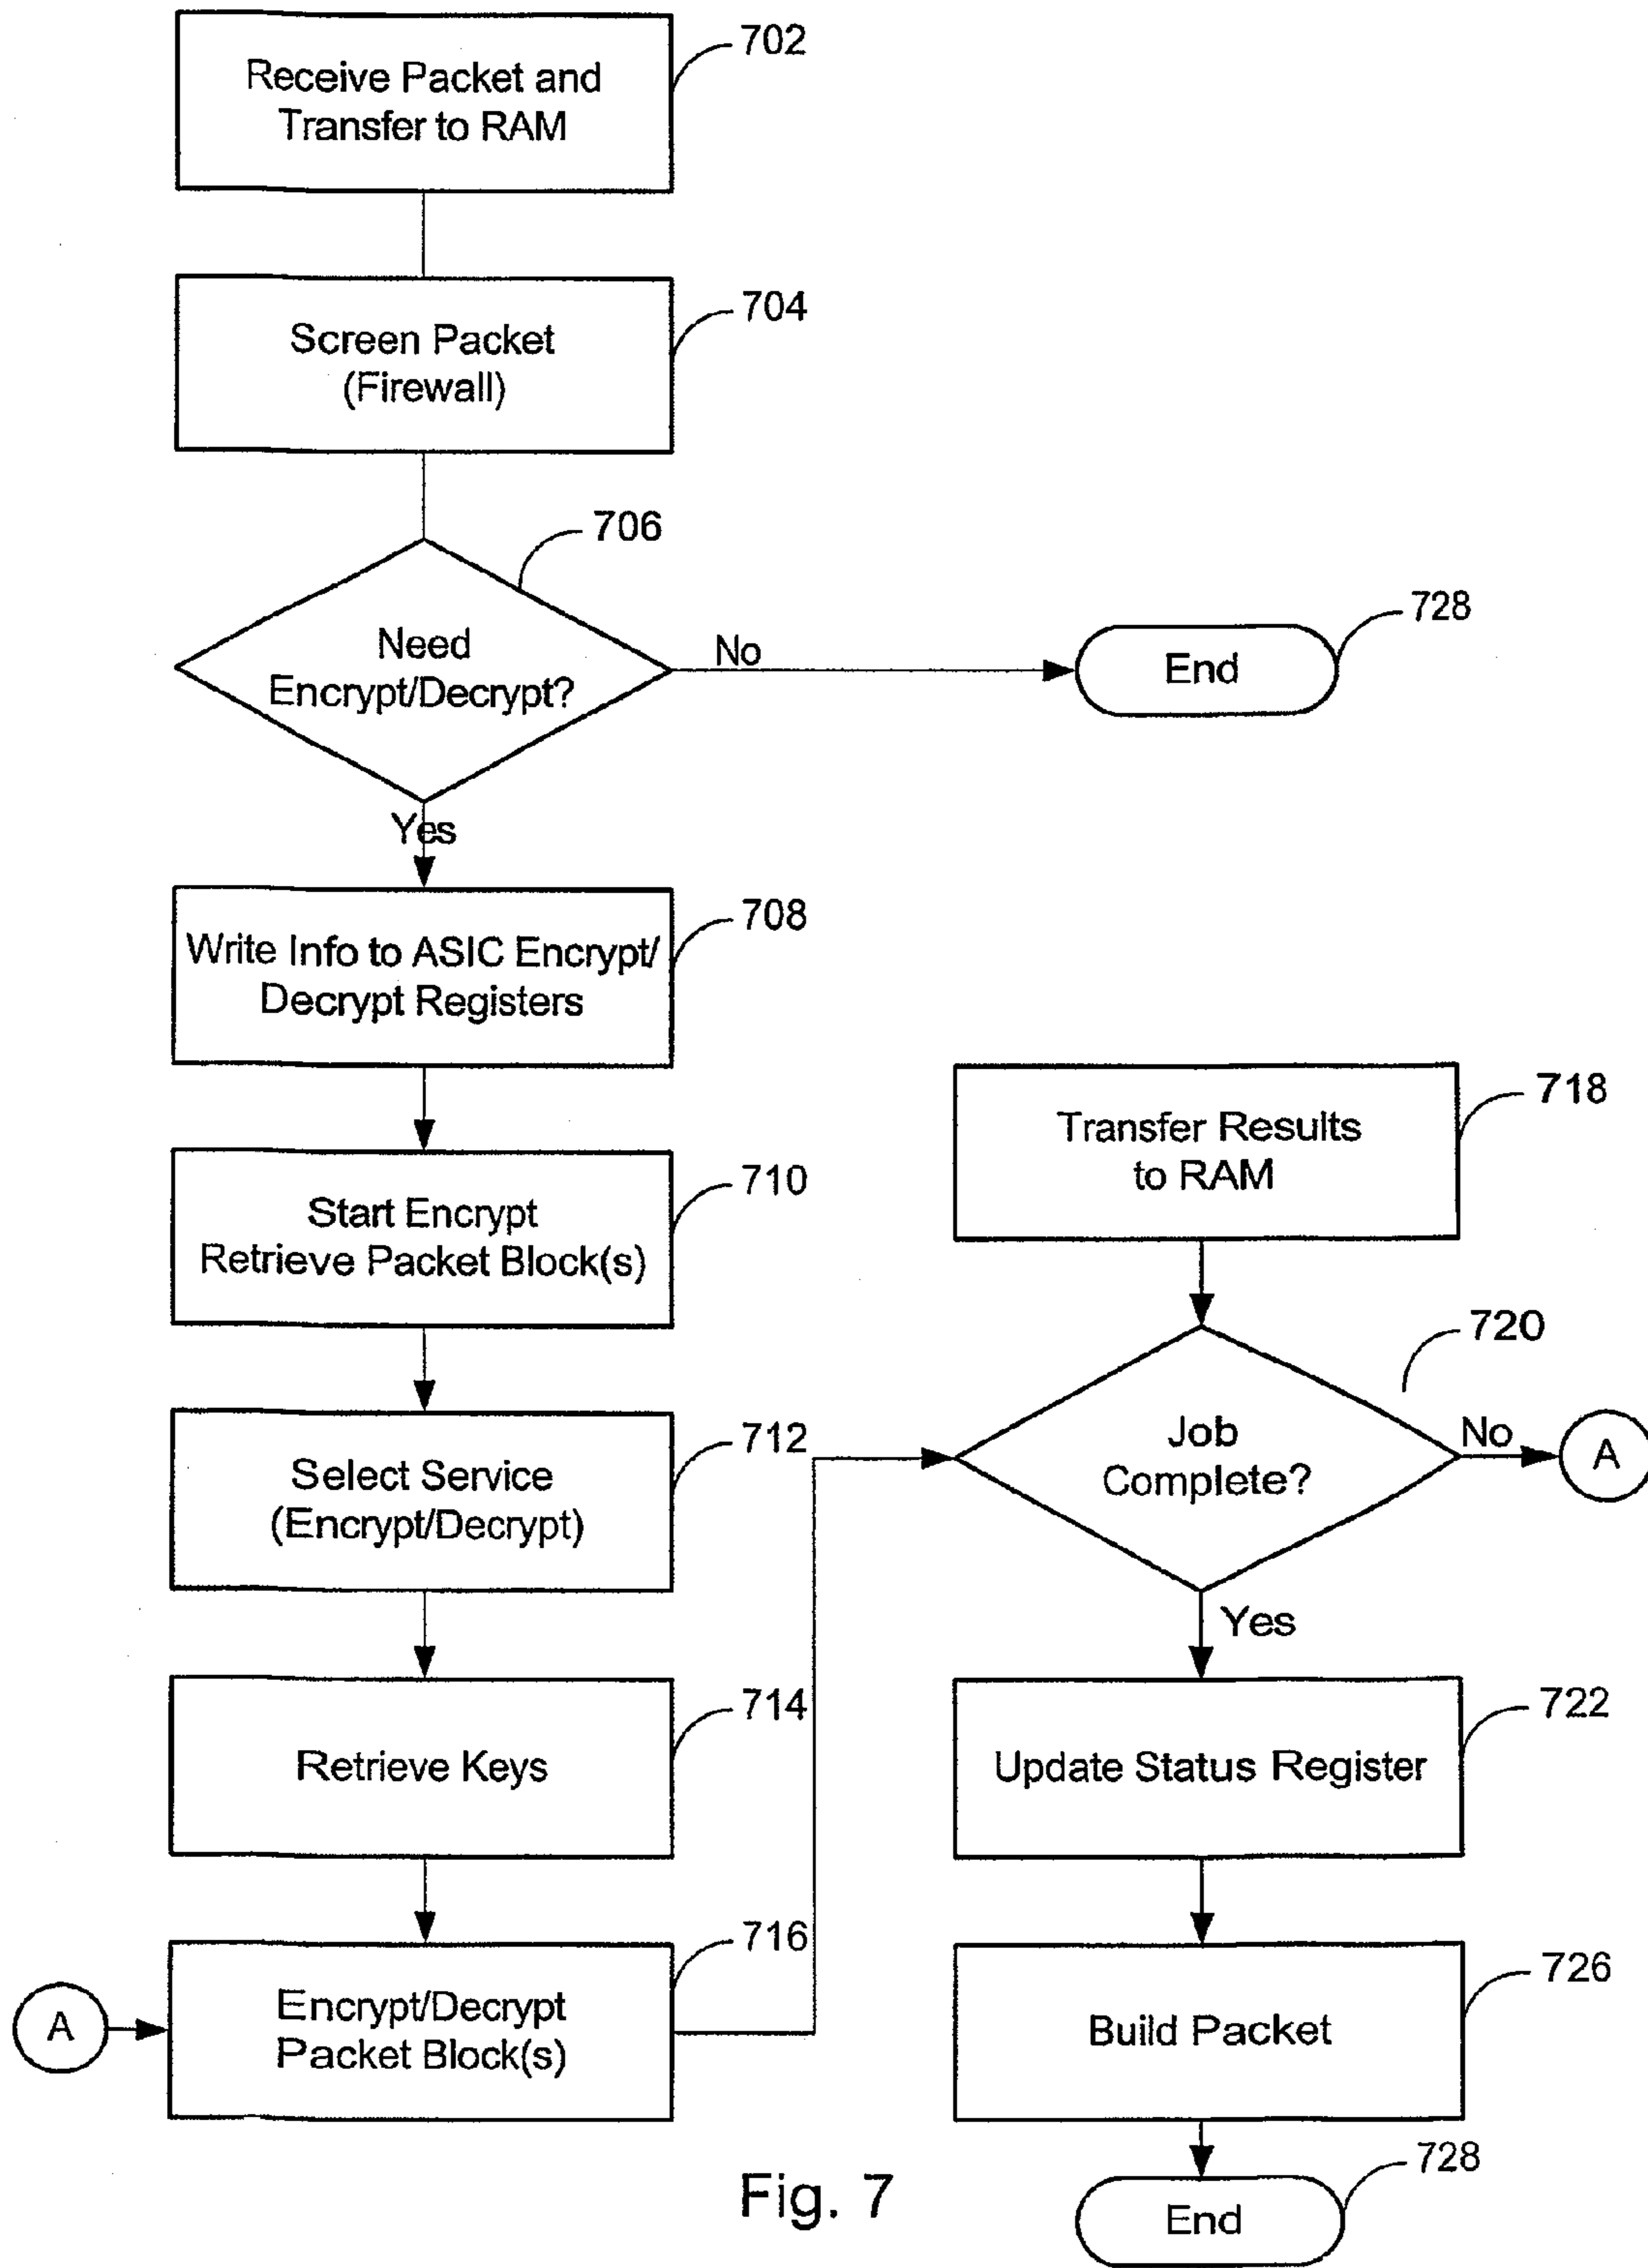 702
Receive Packet and
Transfer to RAM
704
Screen Packet
(Firewall)
706
Need
Encrypt/Decrypt?
No
728
End
Yes
708
Write Info to ASIC Encrypt/
Decrypt Registers
710
Start Encrypt
Retrieve Packet Block(s)
712
Select Service
(Encrypt/Decrypt)
714
Retrieve Keys
716
A
Encrypt/Decrypt
Packet Block(s)
718
Transfer Results
to RAM
720
Job
Complete?
No
A
Yes
722
Update Status Register
726
Build Packet
728
End
Fig. 7